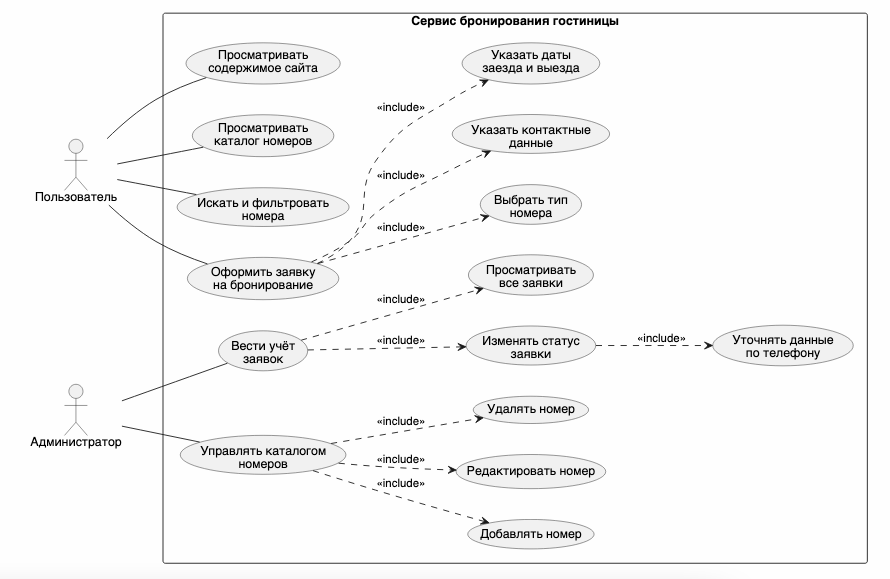 Сервис бронирования гостиницы
Просматривать
содержимое сайта
Указать даты
заезда и выезда
«include»
Просматривать
каталог номеров
Указать контактные
данные
«include»
Пользователь
Искать и фильтровать
номера
Выбрать тип
номера
«include»
Оформить заявку
на бронирование
Просматривать
все заявки
«include»
Вести учёт
заявок
«include»
Изменять статус
заявки
«include»
Уточнять данные
по телефону
Администратор
Удалять номер
«include»
Управлять каталогом
номеров
«include»
Редактировать номер
«include»
Добавлять номер